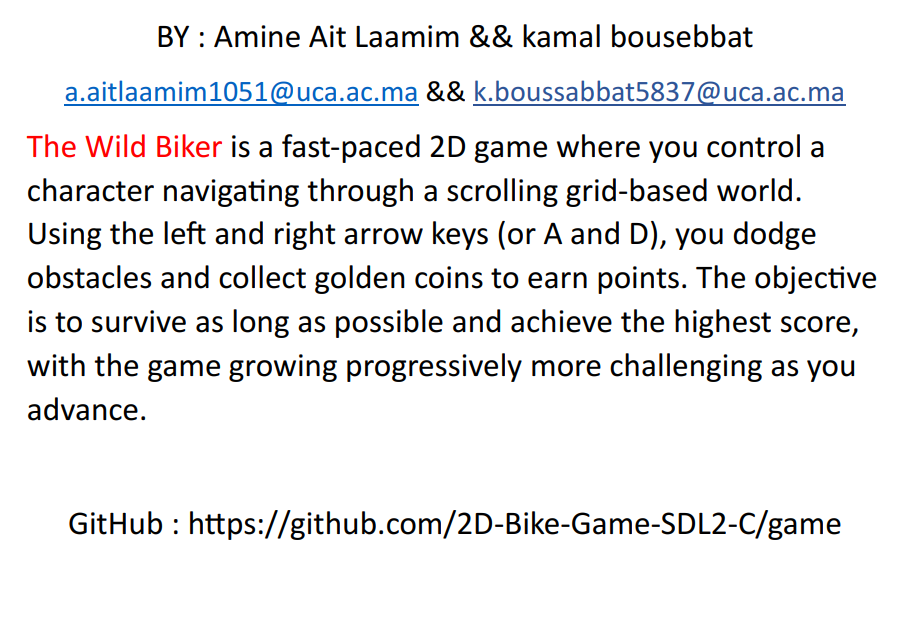 BY : Amine Ait Laamim && kamal bousebbat
a.aitlaamim1051@uca.ac.ma && k.boussabbat5837@uca.ac.ma
The Wild Biker is a fast-paced 2D game where you control a
character navigating through a scrolling grid-based world.
Using the left and right arrow keys (or A and D), you dodge
obstacles and collect golden coins to earn points. The objective
is to survive as long as possible and achieve the highest score,
with the game growing progressively more challenging as you
advance.
GitHub : https://github.com/2D-Bike-Game-SDL2-C/game